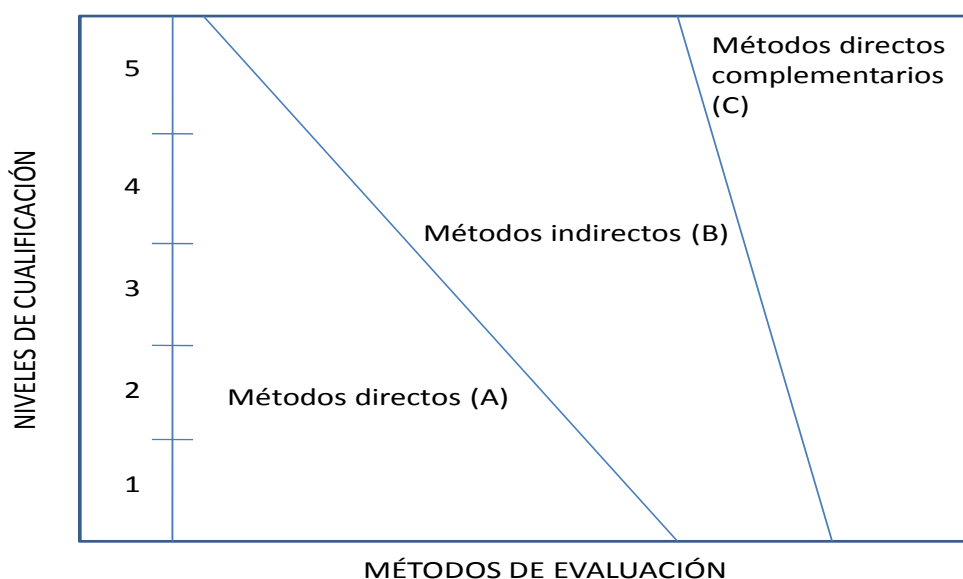 NIVELES DE CUALIFICACIÓN
5
4
3
2
1
Métodos directos
complementarios
(C)
Métodos indirectos (B)
Métodos directos (A)
MÉTODOS DE EVALUACIÓN